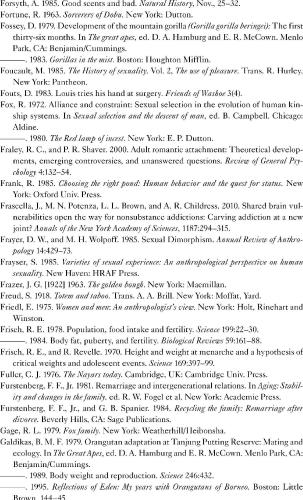 Forsyth, A. 1985. Good scents and bad. Natural History, Nov., 25–32.
Fortune, R. 1963. Sorcerers of Dobu. New York: Dutton.
Fossey, D. 1979. Development of the mountain gorilla (Gorilla gorilla beringei): The first
thirty-six months. In The great apes, ed. D. A. Hamburg and E. R. McCown. Menlo
Park, CA: Benjamin/Cummings.
———. 1983. Gorillas in the mist. Boston: Houghton Mifflin.
Foucault, M. 1985. The History of sexuality. Vol. 2, The use of pleasure. Trans. R. Hurley.
New York: Pantheon.
Fouts, D. 1983. Louis tries his hand at surgery. Friends of Washoe 3(4).
Fox, R. 1972. Alliance and constraint: Sexual selection in the evolution of human kin-
ship systems. In Sexual selection and the descent of man, ed. B. Campbell. Chicago:
Aldine.
———. 1980. The Red lamp of incest. New York: E. P. Dutton.
Fraley, R. C., and P. R. Shaver. 2000. Adult romantic attachment: Theoretical develop-
ments, emerging controversies, and unanswered questions. Review of General Psy-
chology 4:132–54.
Frank, R. 1985. Choosing the right pond: Human behavior and the quest for status. New
York: Oxford Univ. Press.
Frascella, J., M. N. Potenza, L. L. Brown, and A. R. Childress. 2010. Shared brain vul-
nerabilities open the way for nonsubstance addictions: Carving addiction at a new
joint? Annals of the New York Academy of Sciences, 1187:294–315.
Frayer, D. W., and M. H. Wolpoff. 1985. Sexual Dimorphism. Annual Review of Anthro-
pology 14:429–73.
Frayser, S. 1985. Varieties of sexual experience: An anthropological perspective on human
sexuality. New Haven: HRAF Press.
Frazer, J. G. [1922] 1963. The golden bough. New York: Macmillan.
Freud, S. 1918. Totem and taboo. Trans. A. A. Brill. New York: Moffat, Yard.
Friedl, E. 1975. Women and men: An anthropologist's view. New York: Holt, Rinehart and
Winston.
Frisch, R. E. 1978. Population, food intake and fertility. Science 199:22–30.
———. 1984. Body fat, puberty, and fertility. Biological Reviews 59:161–88.
Frisch, R. E., and R. Revelle. 1970. Height and weight at menarche and a hypothesis of
critical weights and adolescent events. Science 169:397–99.
Fuller, C. J. 1976. The Nayars today. Cambridge, UK: Cambridge Univ. Press.
Furstenberg, F. F., Jr. 1981. Remarriage and intergenerational relations. In Aging: Stabil-
ity and changes in the family. ed. R. W. Fogel et al. New York: Academic Press.
Furstenberg, F. F., Jr., and G. B. Spanier. 1984. Recycling the family: Remarriage after
divorce. Beverly Hills, CA: Sage Publications.
Gage, R. L. 1979. Fox family. New York: Weatherhill/Heibonsha.
Galdikas, B. M. F. 1979. Orangutan adaptation at Tanjung Putting Reserve: Mating and
ecology. In The Great Apes, ed. D. A. Hamburg and E. R. McCown. Menlo Park, CA:
Benjamin/Cummings.
———. 1989. Body weight and reproduction. Science 246:432.
———. 1995. Reflections of Eden: My years with Orangutans of Borneo. Boston: Little
Brown, 144–45.